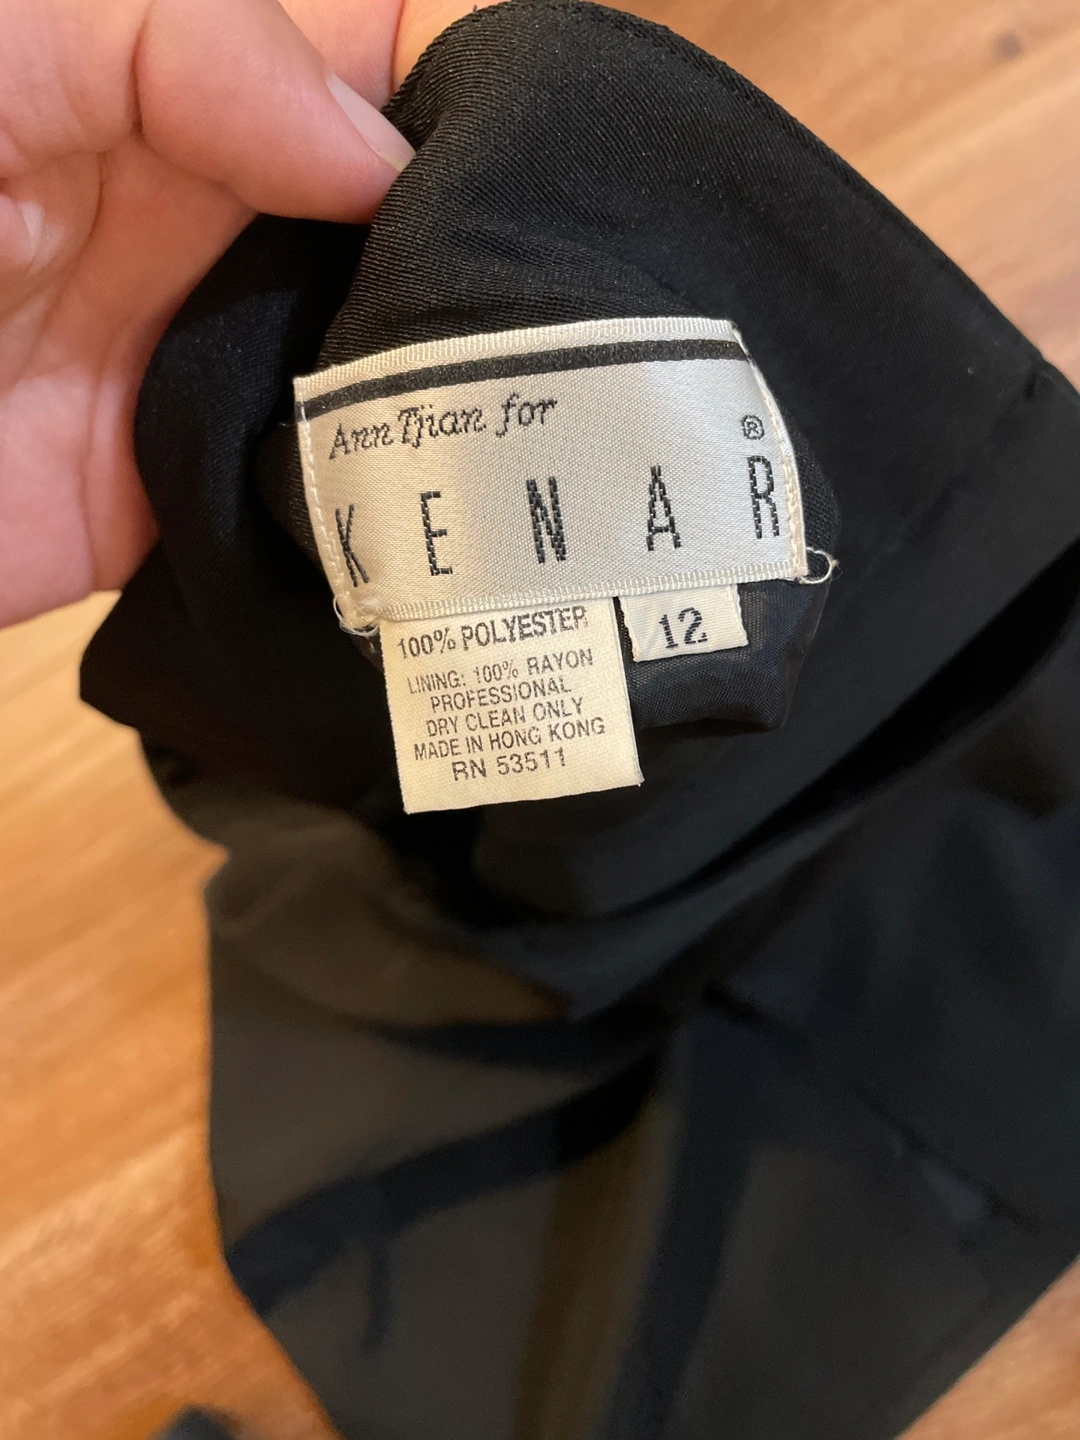 Ann Tjian for
KENAR®
100% POLYESTER
LINING: 100% RAYON
PROFESSIONAL
DRY CLEAN ONLY
MADE IN HONG KONG
RN 53511
12